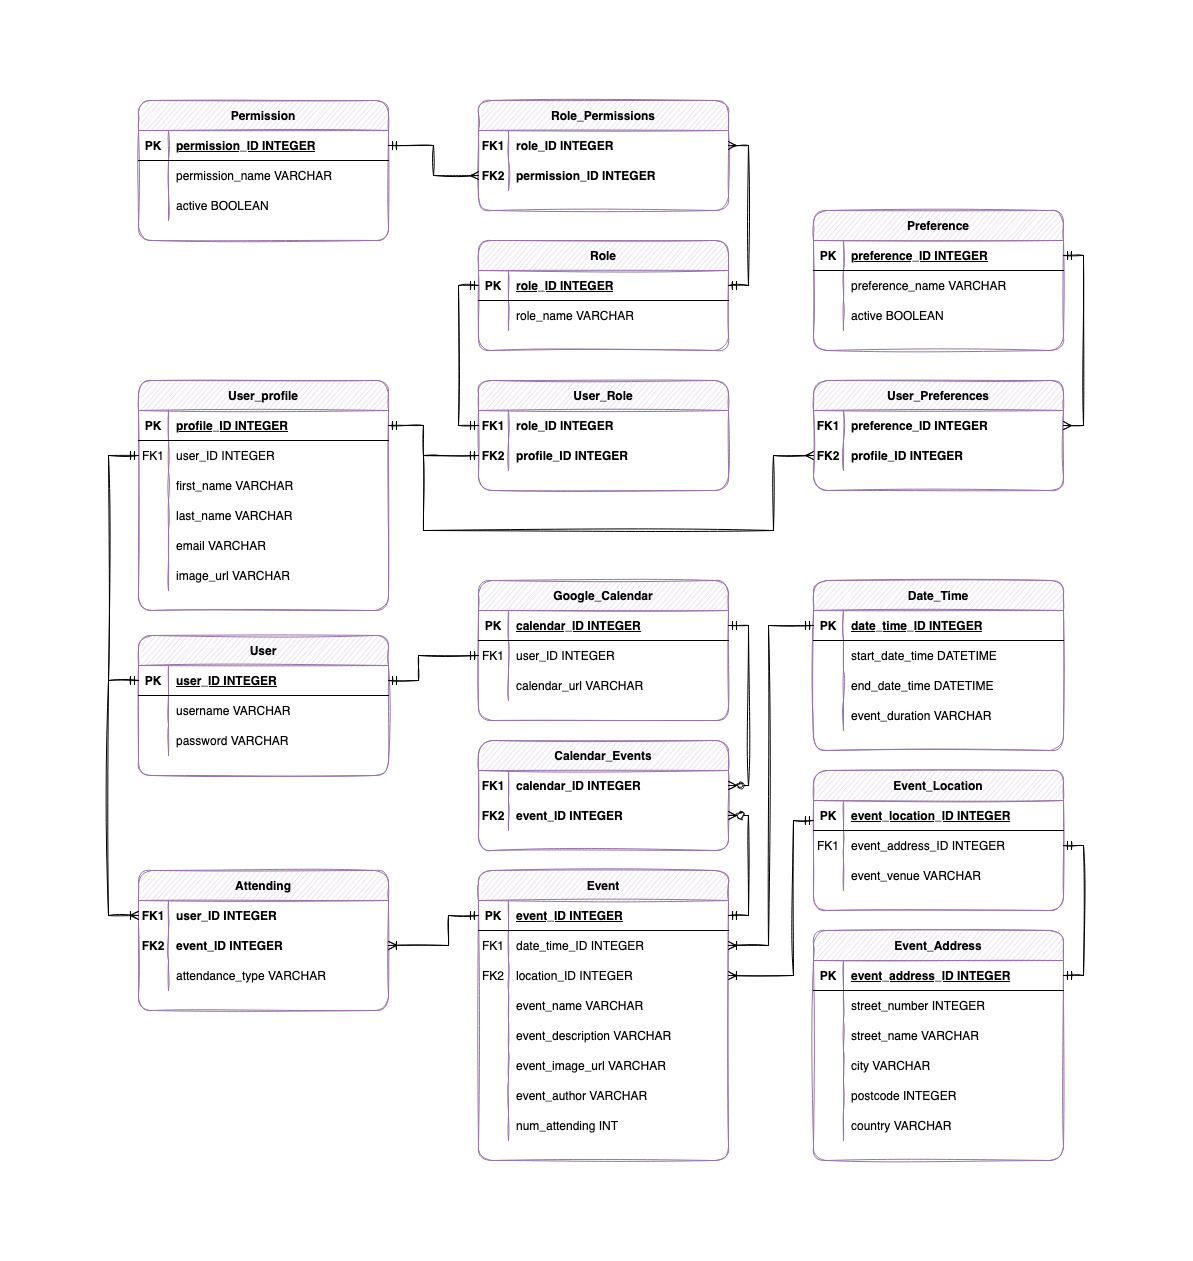 Permission
PK permission_ID INTEGER
permission_name VARCHAR
active BOOLEAN
Role_Permissions
FK1 role_ID INTEGER
FK2 permission_ID INTEGER
Role
PK role_ID INTEGER
role_name VARCHAR
Preference
PK preference_ID INTEGER
preference_name VARCHAR
active BOOLEAN
User_profile
PK profile_ID INTEGER
FK1 user_ID INTEGER
first_name VARCHAR
last_name VARCHAR
email VARCHAR
image_url VARCHAR
User_Role
FK1 role_ID INTEGER
FK2 profile_ID INTEGER
User_Preferences
FK1 preference_ID INTEGER
FK2 profile_ID INTEGER
User
PK user_ID INTEGER
username VARCHAR
password VARCHAR
Google_Calendar
PK calendar_ID INTEGER
FK1 user_ID INTEGER
calendar_url VARCHAR
Date_Time
PK date_time_ID INTEGER
start_date_time DATETIME
end_date_time DATETIME
event_duration VARCHAR
Calendar_Events
FK1 calendar_ID INTEGER
FK2 event_ID INTEGER
Event_Location
PK event_location_ID INTEGER
FK1 event_address_ID INTEGER
event_venue VARCHAR
Attending
FK1 user_ID INTEGER
FK2 event_ID INTEGER
attendance_type VARCHAR
Event
PK event_ID INTEGER
FK1 date_time_ID INTEGER
FK2 location_ID INTEGER
event_name VARCHAR
event_description VARCHAR
event_image_url VARCHAR
event_author VARCHAR
num_attending INT
Event_Address
PK event_address_ID INTEGER
street_number INTEGER
street_name VARCHAR
city VARCHAR
postcode INTEGER
country VARCHAR